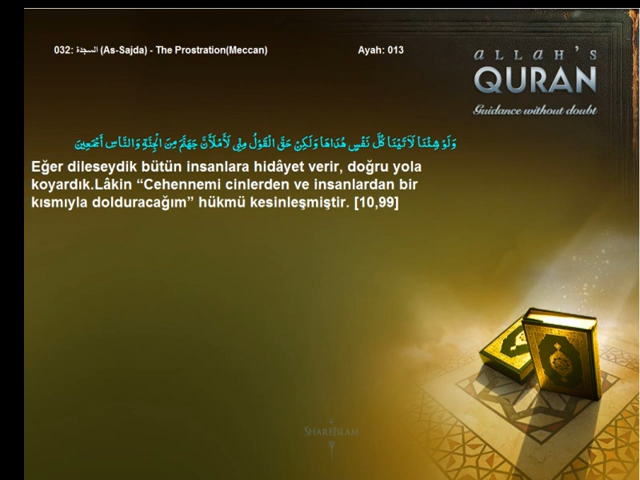 032: السجدة (As-Sajda) - The Prostration(Meccan) Ayah: 013
ALLAH'S
QURAN
Guidance without doubt
وَلَوْ شِئْنَا لَآتَيْنَا كُلَّ نَفْسٍ هُدَاهَا وَلَكِنْ حَقَّ الْقَوْلُ مِنِّي لَأَمْلَأَنَّ جَهَنَّمَ مِنَ الْجِنَّةِ وَالنَّاسِ أَجْمَعِينَ
Eğer dileseydik bütün insanlara hidâyet verir, doğru yola
koyardık.Lâkin “Cehennemi cinlerden ve insanlardan bir
kısmıyla dolduracağım” hükmü kesinleşmiştir. [10,99]
SHAREISLAM